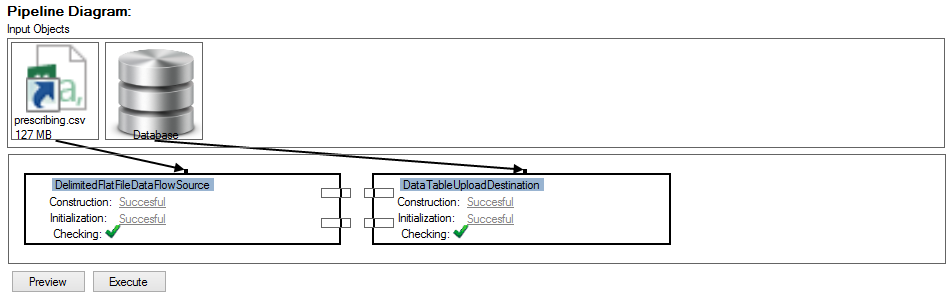 Pipeline Diagram:
Input Objects
a,
prescribing.csv
127 MB
Database
DelimitedFlatFileDataFlowSource
Construction: Succesful
Initialization: Succesful
Checking:
DataTableUploadDestination
Construction: Succesful
Initialization: Succesful
Checking:
Preview
Execute